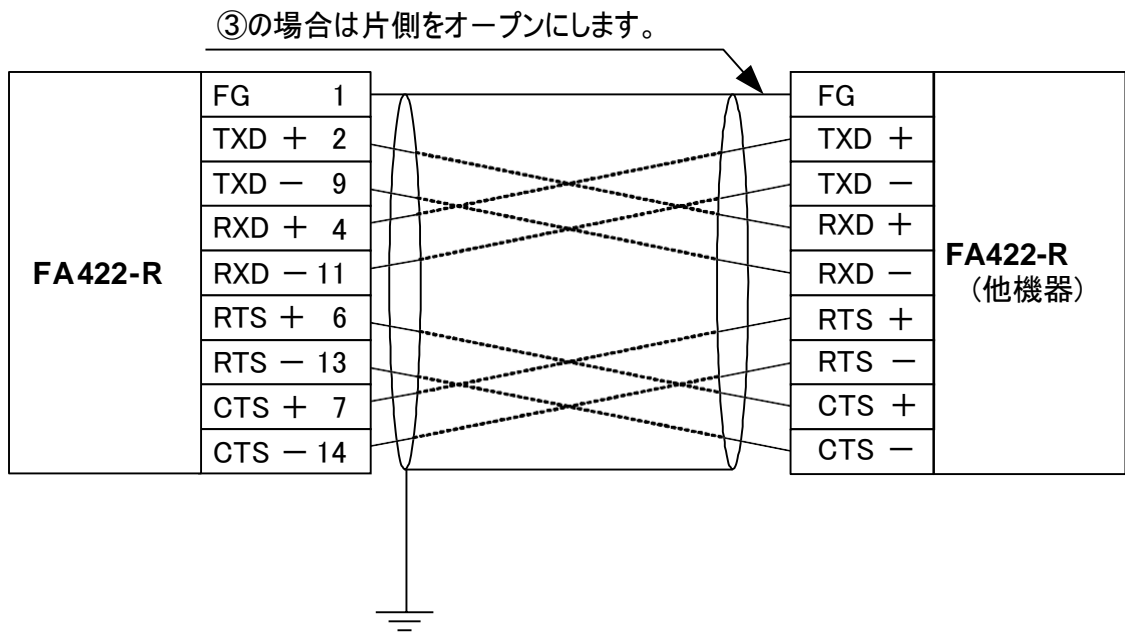 ③の場合は片側をオープンにします。
FA422-R
FG 1
TXD + 2
TXD － 9
RXD + 4
RXD － 11
RTS + 6
RTS － 13
CTS + 7
CTS － 14
FG
TXD +
TXD －
RXD +
RXD －
RTS +
RTS －
CTS +
CTS －
FA422-R
（他機器）